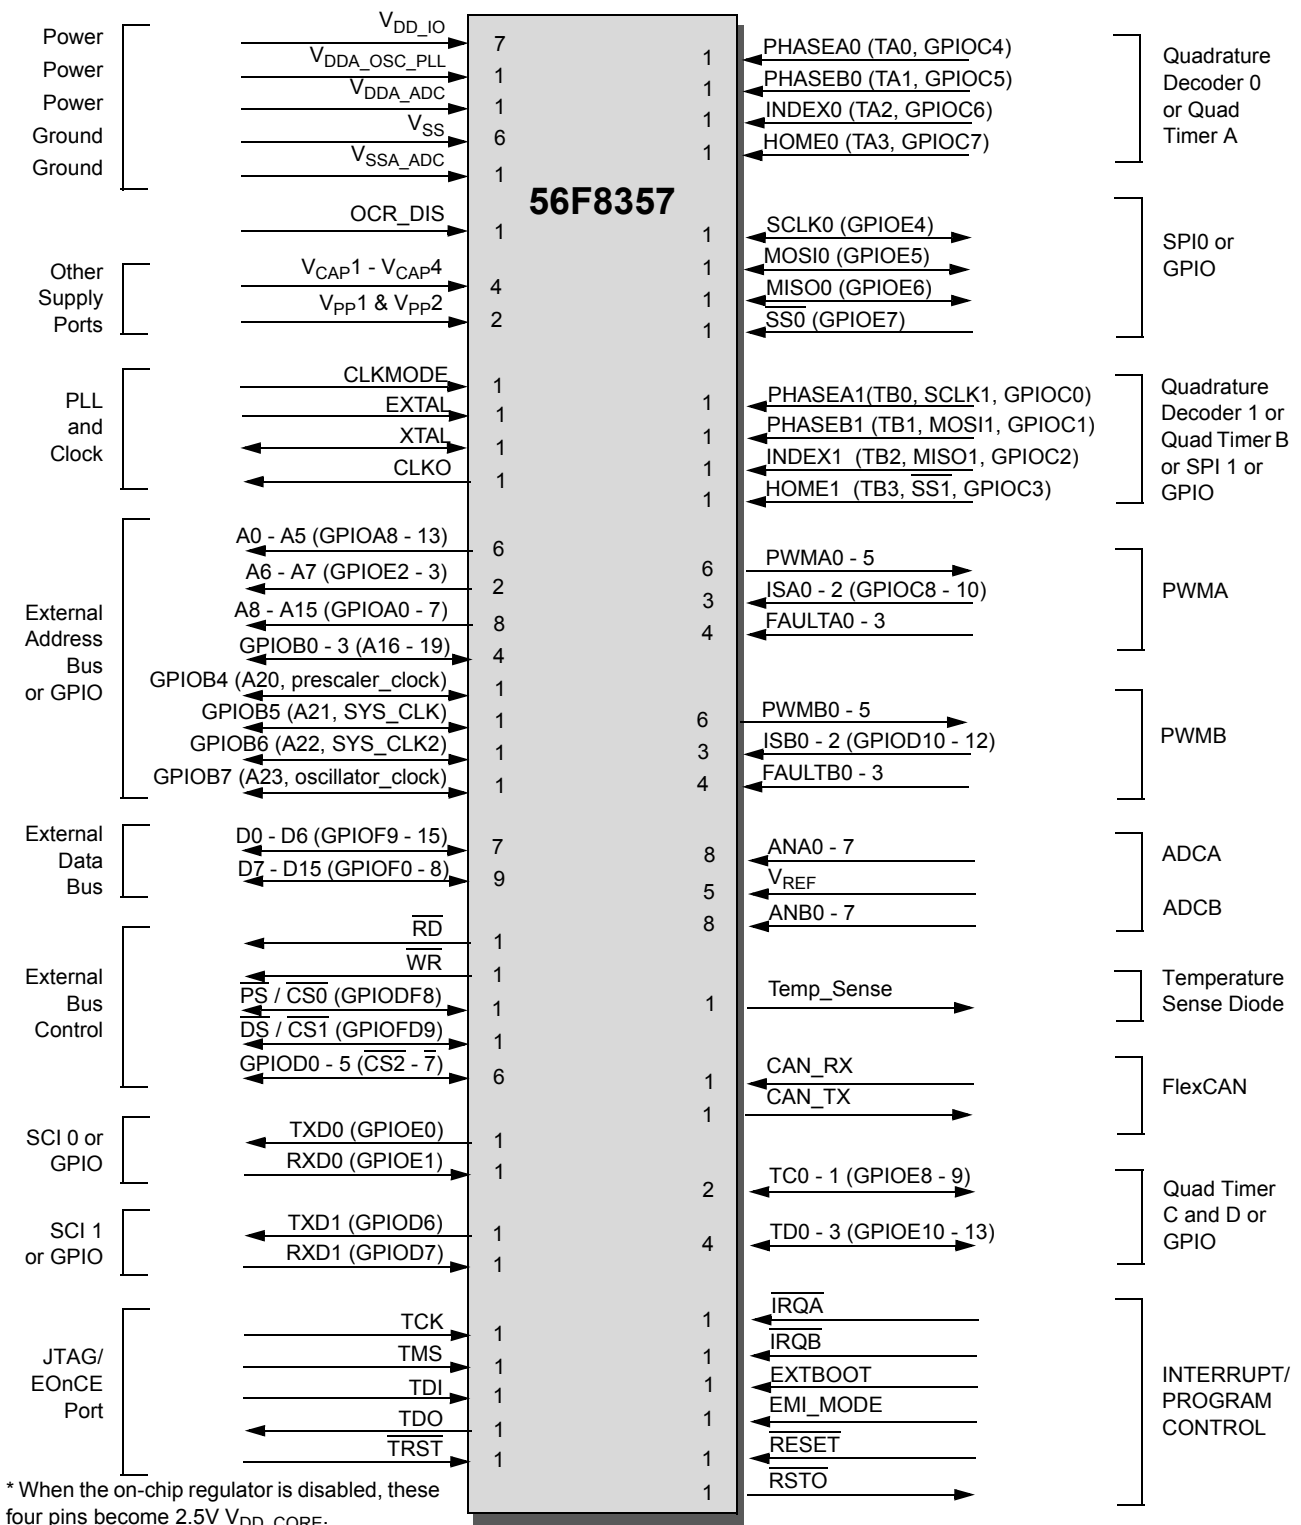 56F8357
Power
Power
Power
Ground
Ground
VDD_IO 7
VDDA_OSC_PLL 1
VDDA_ADC 1
VSS 6
VSSA_ADC 1
OCR_DIS 1
Other
Supply
Ports
VCAP1 - VCAP4 4
VPP1 & VPP2 2
PLL
and
Clock
CLKMODE 1
EXTAL 1
XTAL 1
CLKO 1
External
Address
Bus
or GPIO
A0 - A5 (GPIOA8 - 13) 6
A6 - A7 (GPIOE2 - 3) 2
A8 - A15 (GPIOA0 - 7) 8
GPIOB0 - 3 (A16 - 19) 4
GPIOB4 (A20, prescaler_clock) 1
GPIOB5 (A21, SYS_CLK) 1
GPIOB6 (A22, SYS_CLK2) 1
GPIOB7 (A23, oscillator_clock) 1
External
Data
Bus
D0 - D6 (GPIOF9 - 15) 7
D7 - D15 (GPIOF0 - 8) 9
External
Bus
Control
RD 1
WR 1
PS / CS0 (GPIODF8) 1
DS / CS1 (GPIOFD9) 1
GPIOD0 - 5 (CS2 - 7) 6
SCI 0 or
GPIO
TXD0 (GPIOE0) 1
RXD0 (GPIOE1) 1
SCI 1
or GPIO
TXD1 (GPIOD6) 1
RXD1 (GPIOD7) 1
JTAG/
EOnCE
Port
TCK 1
TMS 1
TDI 1
TDO 1
TRST 1
* When the on-chip regulator is disabled, these
four pins become 2.5V VDD_CORE.
1 PHASEA0 (TA0, GPIOC4)
1 PHASEB0 (TA1, GPIOC5)
1 INDEX0 (TA2, GPIOC6)
1 HOME0 (TA3, GPIOC7)
Quadrature
Decoder 0
or Quad
Timer A
1 SCLK0 (GPIOE4)
1 MOSI0 (GPIOE5)
1 MISO0 (GPIOE6)
1 SS0 (GPIOE7)
SPI0 or
GPIO
1 PHASEA1(TB0, SCLK1, GPIOC0)
1 PHASEB1 (TB1, MOSI1, GPIOC1)
1 INDEX1 (TB2, MISO1, GPIOC2)
1 HOME1 (TB3, SS1, GPIOC3)
Quadrature
Decoder 1 or
Quad Timer B
or SPI 1 or
GPIO
6 PWMA0 - 5
3 ISA0 - 2 (GPIOC8 - 10)
4 FAULTA0 - 3
PWMA
6 PWMB0 - 5
3 ISB0 - 2 (GPIOD10 - 12)
4 FAULTB0 - 3
PWMB
8 ANA0 - 7
5 VREF
8 ANB0 - 7
ADCA
ADCB
1 Temp_Sense
Temperature
Sense Diode
1 CAN_RX
1 CAN_TX
FlexCAN
2 TC0 - 1 (GPIOE8 - 9)
4 TD0 - 3 (GPIOE10 - 13)
Quad Timer
C and D or
GPIO
1 IRQA
1 IRQB
1 EXTBOOT
1 EMI_MODE
1 RESET
1 RSTO
INTERRUPT/
PROGRAM
CONTROL